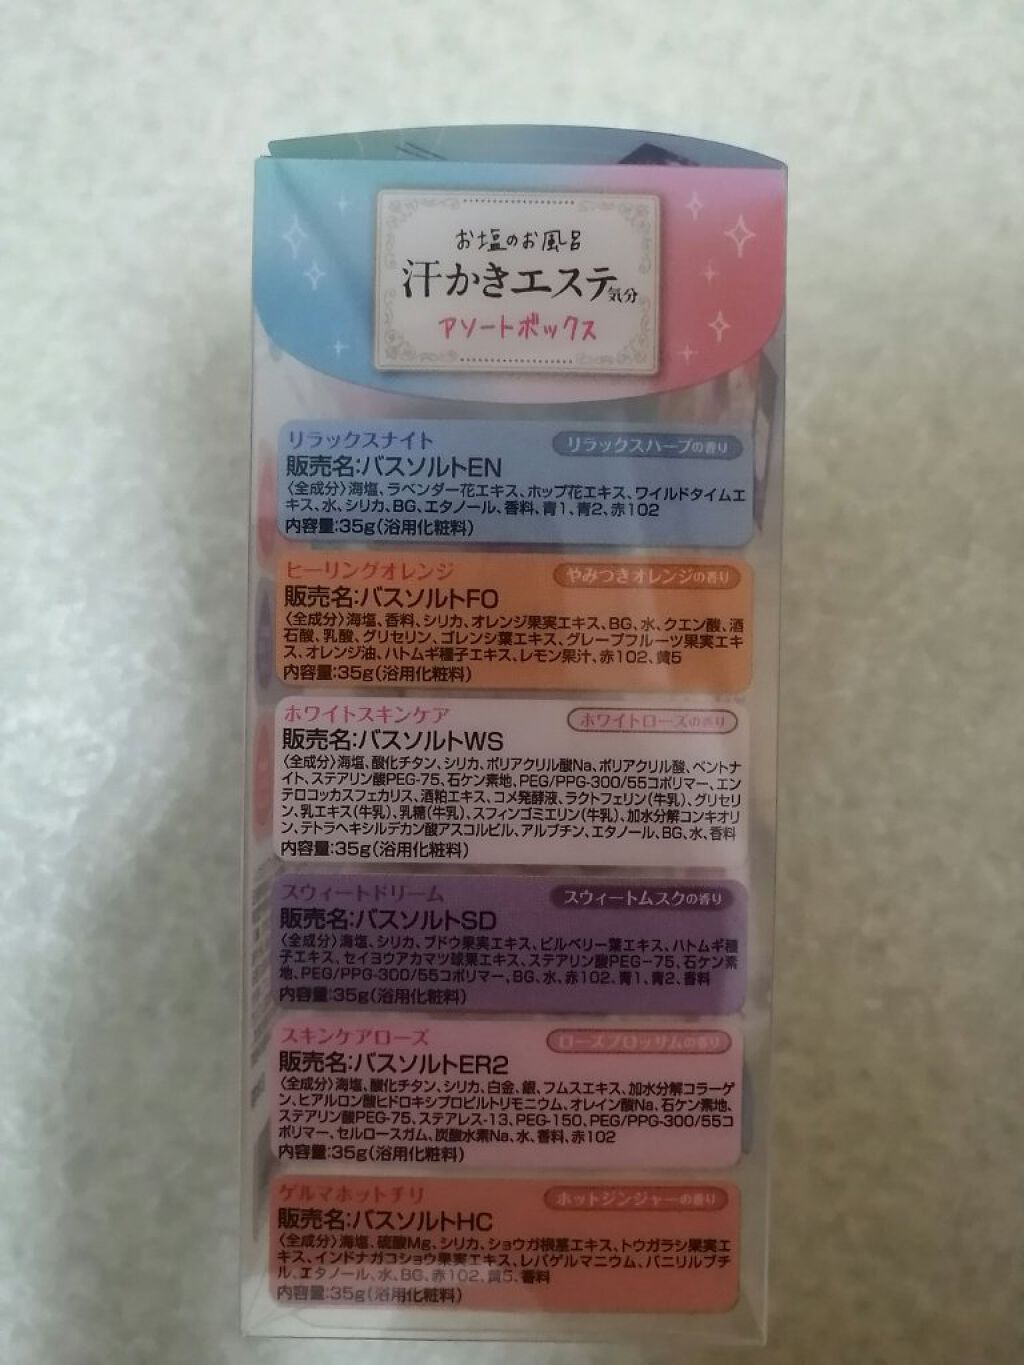 お塩のお風呂
汗かきエステ気分
アソートボックス
リラックスナイト リラックスハーブの香り
販売名:バスソルトEN
〈全成分〉海塩、ラベンダー花エキス、ホップ花エキス、ワイルドタイムエ
キス、水、シリカ、BG、エタノール、香料、青1、青2、赤102
内容量:35g(浴用化粧料)
ヒーリングオレンジ やみつきオレンジの香り
販売名:バスソルトFO
〈全成分〉海塩、香料、シリカ、オレンジ果実エキス、BG、水、クエン酸、酒
石酸、乳酸、グリセリン、ゴレンシ葉エキス、グレープフルーツ果実エキ
ス、オレンジ油、ハトムギ種子エキス、レモン果汁、赤102、黄5
内容量:35g(浴用化粧料)
ホワイトスキンケア ホワイトローズの香り
販売名:バスソルトWS
〈全成分〉海塩、酸化チタン、シリカ、ポリアクリル酸Na、ポリアクリル酸、ベントナ
イト、ステアリン酸PEG-75、石ケン素地、PEG/PPG-300/55コポリマー、エン
テロコッカスフェカリス、酒粕エキス、コメ発酵液、ラクトフェリン(牛乳)、グリセリ
ン、乳エキス(牛乳)、乳糖(牛乳)、スフィンゴミエリン(牛乳)、加水分解コンキオリ
ン、テトラヘキシルデカン酸アスコルビル、アルブチン、エタノール、BG、水、香料
内容量:35g(浴用化粧料)
スウィートドリーム スウィートムスクの香り
販売名:バスソルトSD
〈全成分〉海塩、シリカ、ブドウ果実エキス、ビルベリー葉エキス、ハトムギ種
子エキス、セイヨウアカマツ球果エキス、ステアリン酸PEG-75、石ケン素
地、PEG/PPG-300/55コポリマー、BG、水、赤102、青1、青2、香料
内容量:35g(浴用化粧料)
スキンケアローズ ローズブロッサムの香り
販売名:バスソルトER2
〈全成分〉海塩、酸化チタン、シリカ、白金、銀、フムスエキス、加水分解コラーゲ
ン、ヒアルロン酸ヒドロキシプロピルトリモニウム、オレイン酸Na、石ケン素地、
ステアリン酸PEG-75、ステアレス-13、PEG-150、PEG/PPG-300/55コ
ポリマー、セルロースガム、炭酸水素Na、水、香料、赤102
内容量:35g(浴用化粧料)
ゲルマホットチリ ホットジンジャーの香り
販売名:バスソルトHC
〈全成分〉海塩、硫酸Mg、シリカ、ショウガ根茎エキス、トウガラシ果実エ
キス、インドナガコショウ果実エキス、レパゲルマニウム、バニリルブチ
ル、エタノール、水、BG、赤102、黄5、香料
内容量:35g(浴用化粧料)